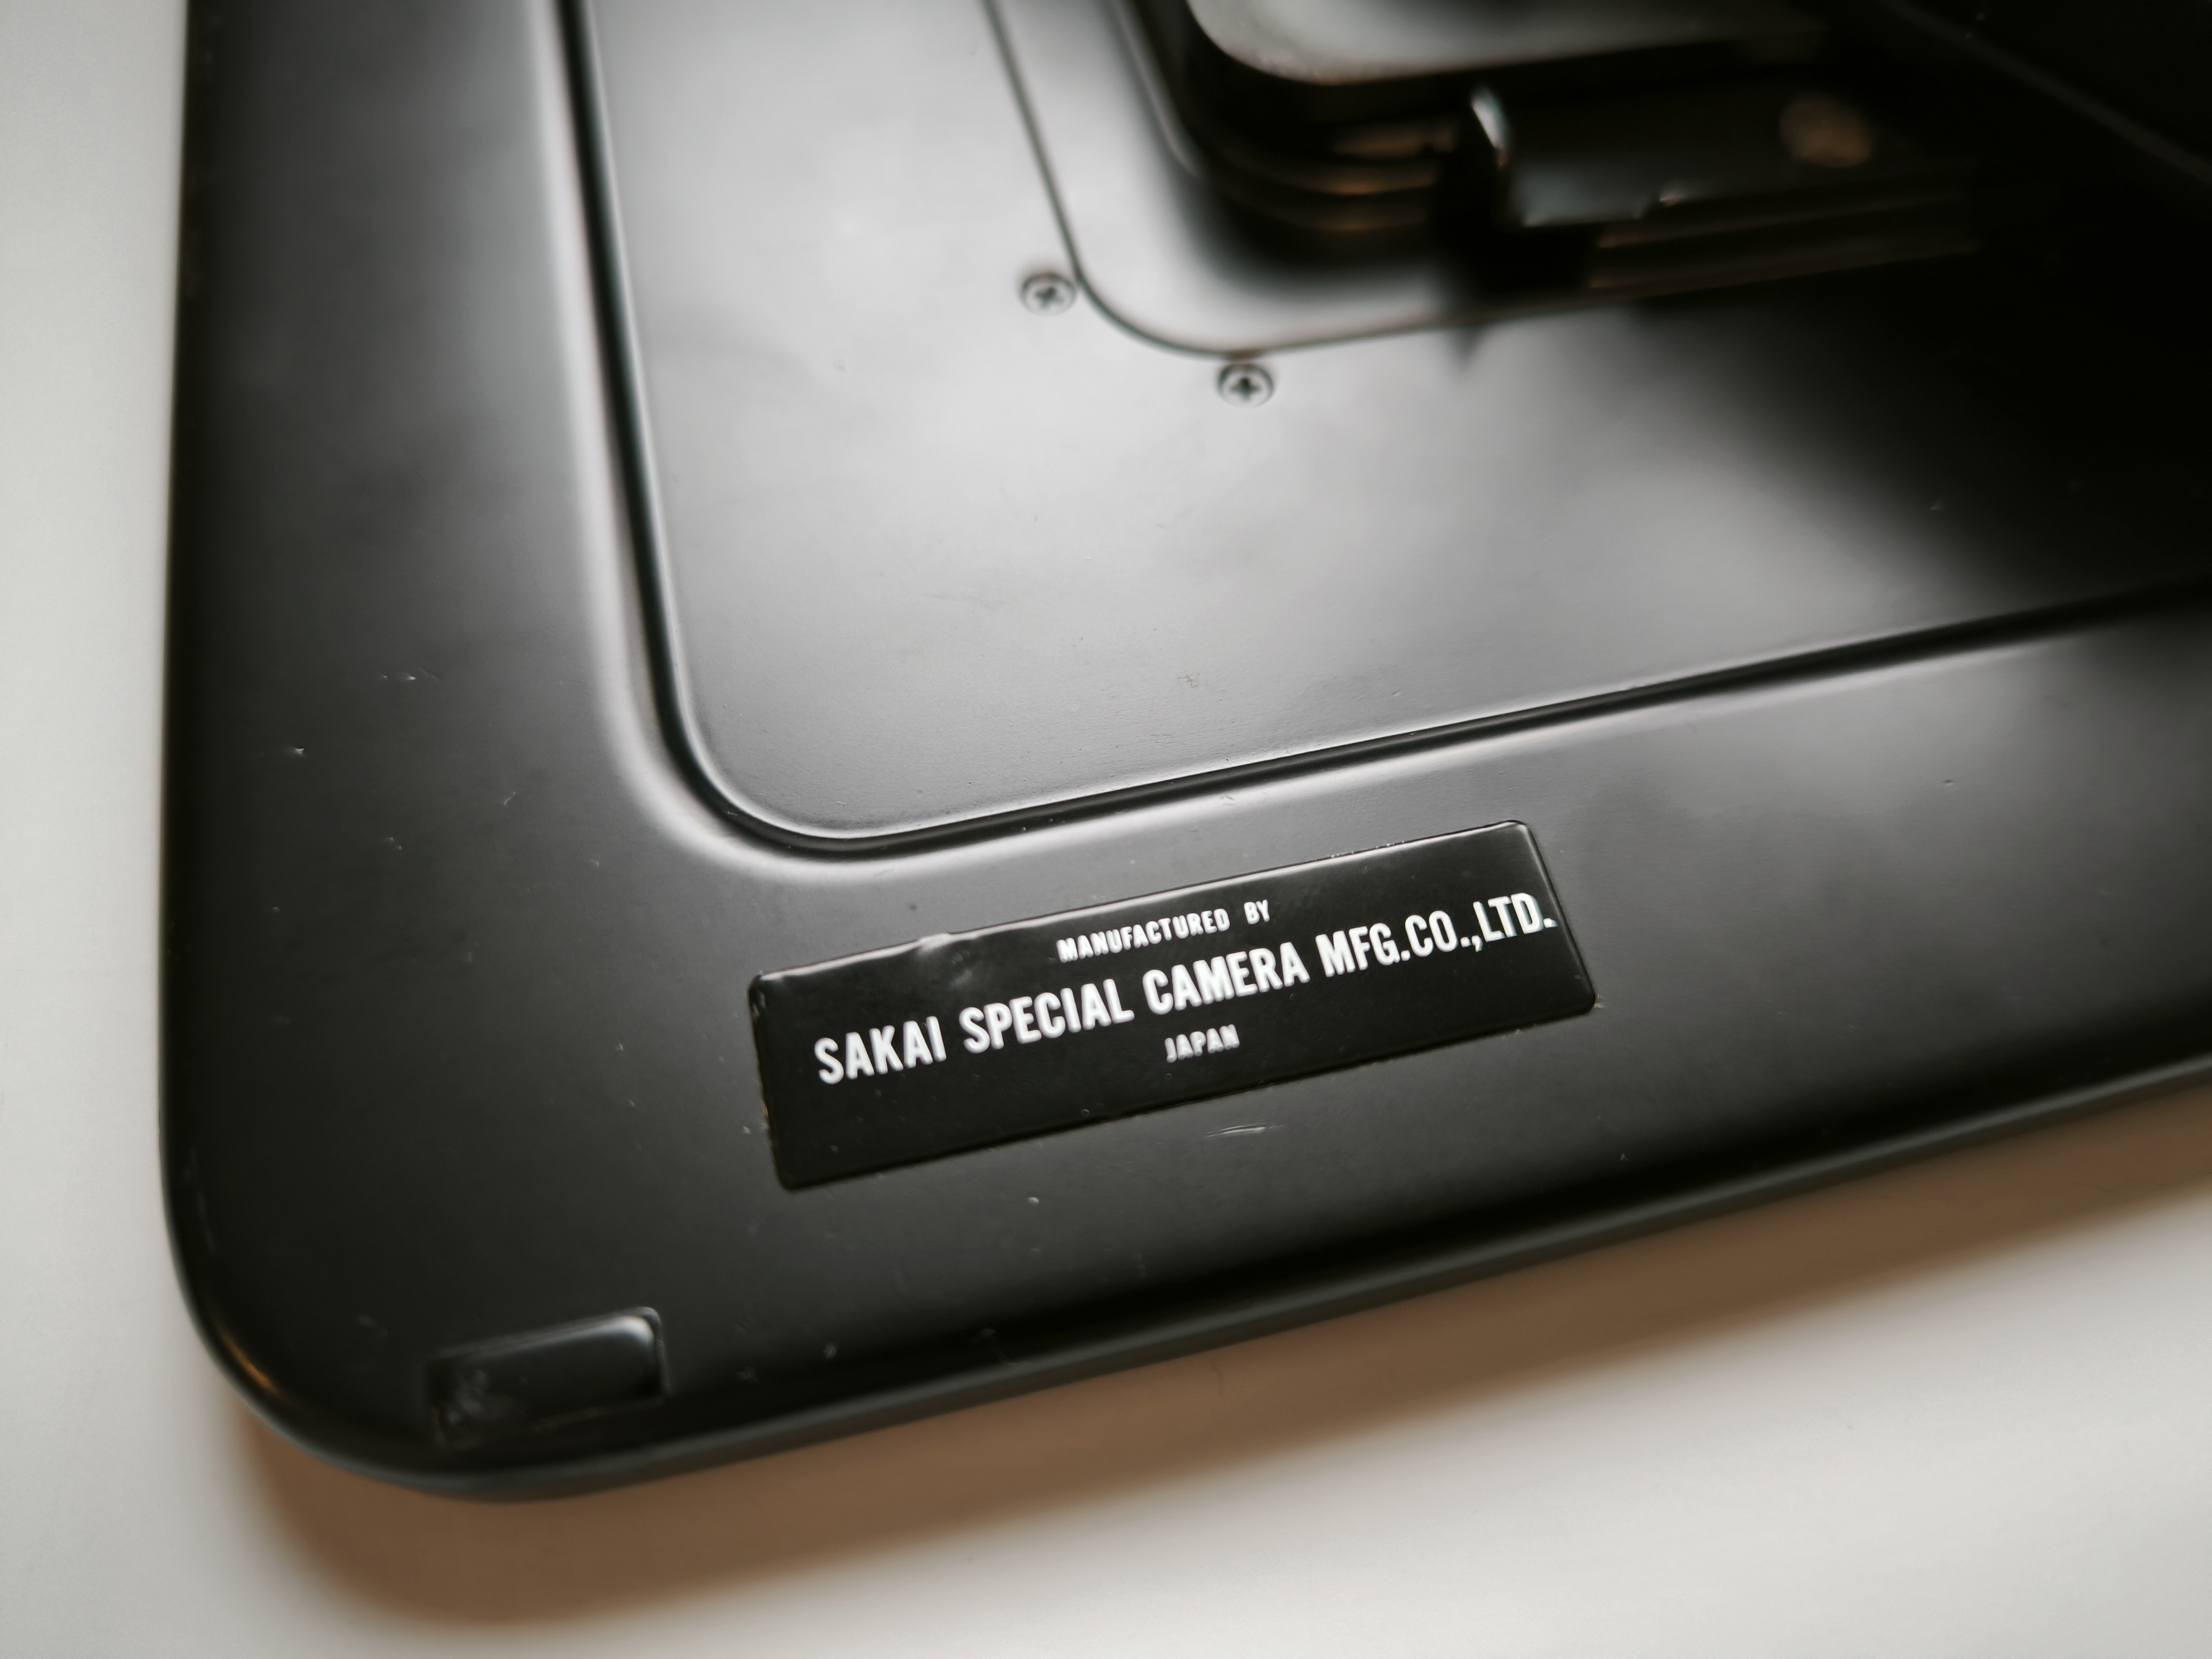 MANUFACTURED BY
SAKAI SPECIAL CAMERA MFG.CO.,LTD.
JAPAN